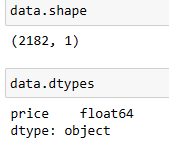 data.shape
(2182, 1)
data.dtypes
price    float64
dtype: object